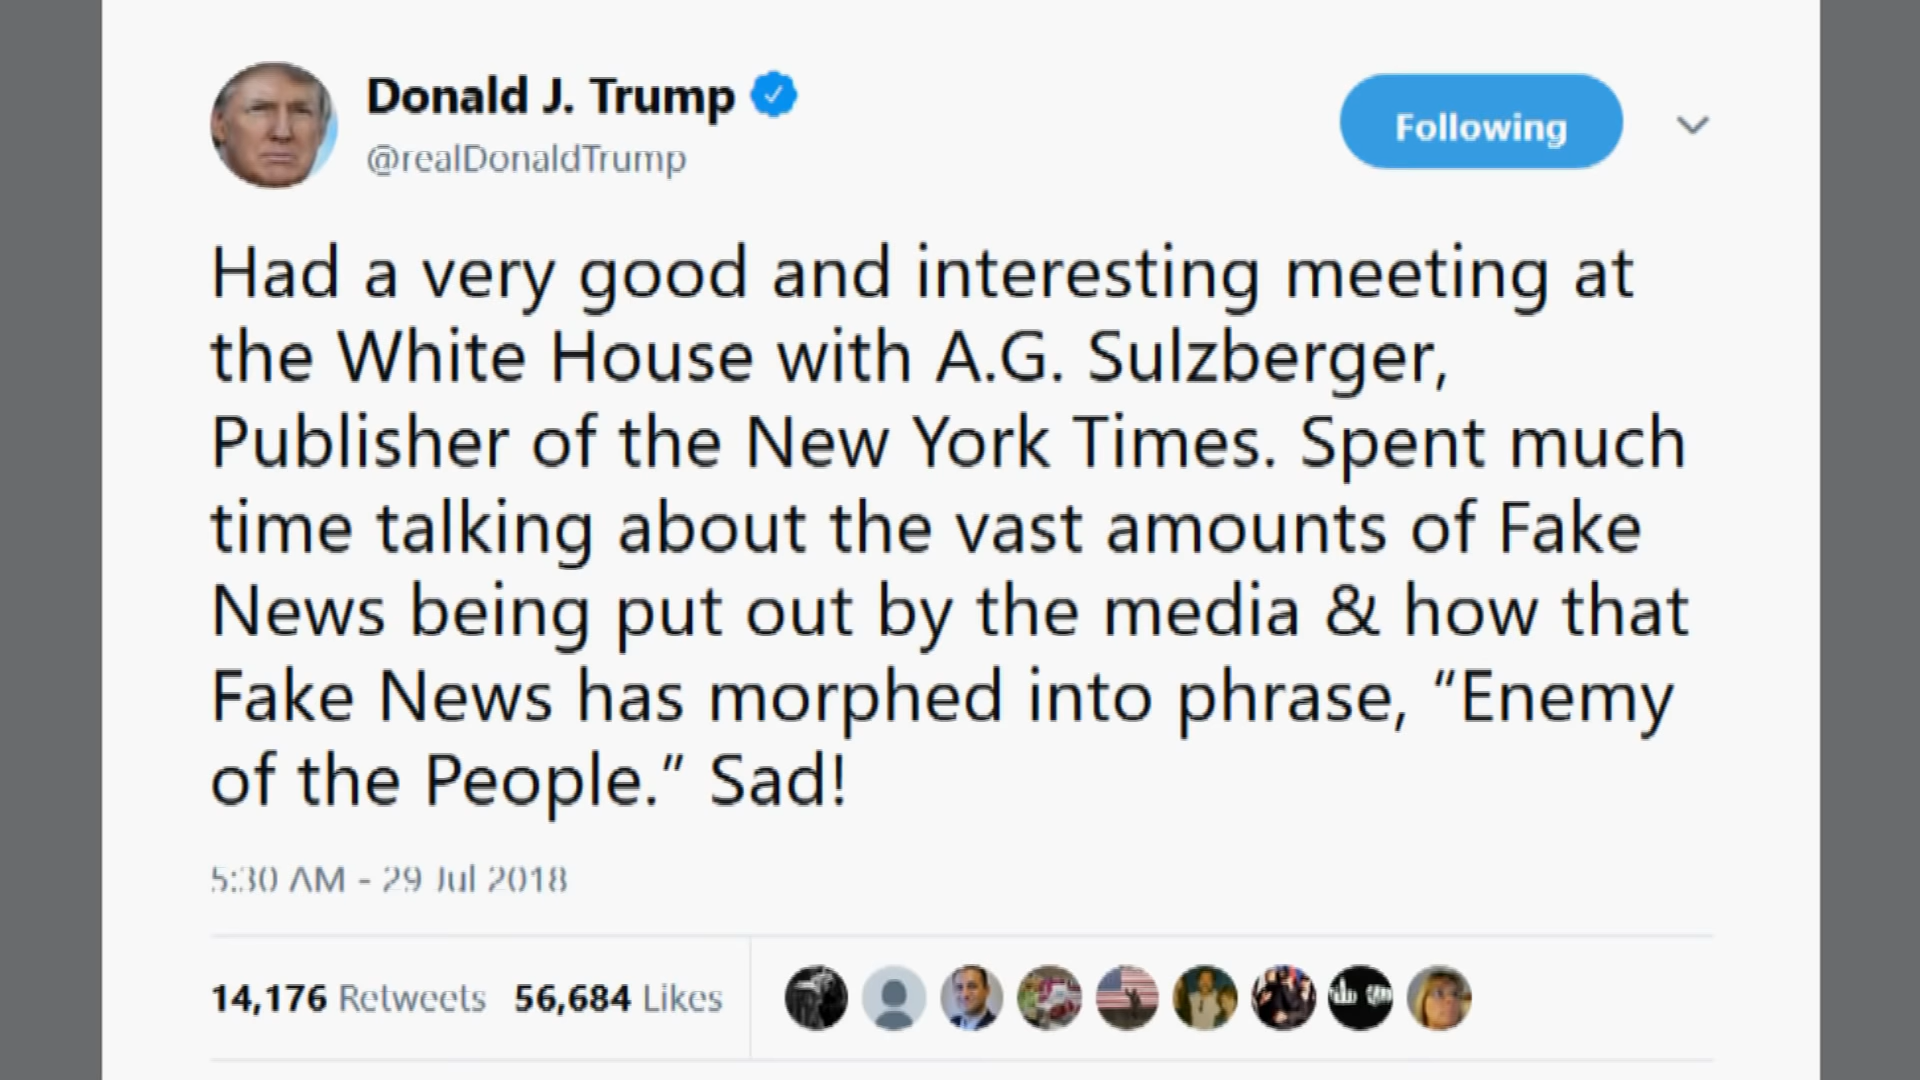 Donald J. Trump
@realDonaldTrump
Following
Had a very good and interesting meeting at
the White House with A.G. Sulzberger,
Publisher of the New York Times. Spent much
time talking about the vast amounts of Fake
News being put out by the media & how that
Fake News has morphed into phrase, “Enemy
of the People.” Sad!
5:30 AM - 29 Jul 2018
14,176 Retweets 56,684 Likes